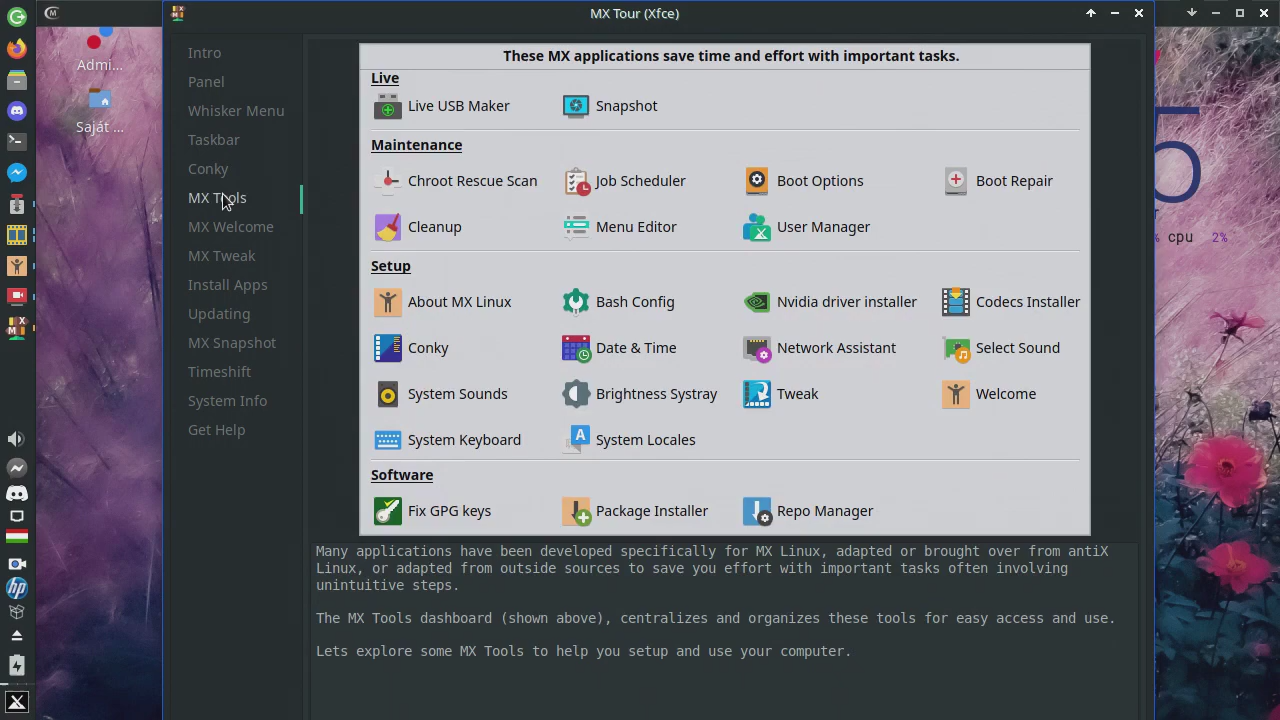 MX Tour (Xfce)
Admi...
Saját ...
Intro
Panel
Whisker Menu
Taskbar
Conky
MX Tools
MX Welcome
MX Tweak
Install Apps
Updating
MX Snapshot
Timeshift
System Info
Get Help
These MX applications save time and effort with important tasks.
Live
Live USB Maker Snapshot
Maintenance
Chroot Rescue Scan Job Scheduler Boot Options Boot Repair
Cleanup Menu Editor User Manager
Setup
About MX Linux Bash Config Nvidia driver installer Codecs Installer
Conky Date & Time Network Assistant Select Sound
System Sounds Brightness Systray Tweak Welcome
System Keyboard System Locales
Software
Fix GPG keys Package Installer Repo Manager
Many applications have been developed specifically for MX Linux, adapted or brought over from antiX
Linux, or adapted from outside sources to save you effort with important tasks often involving
unintuitive steps.
The MX Tools dashboard (shown above), centralizes and organizes these tools for easy access and use.
Lets explore some MX Tools to help you setup and use your computer.
5
% cpu 2%